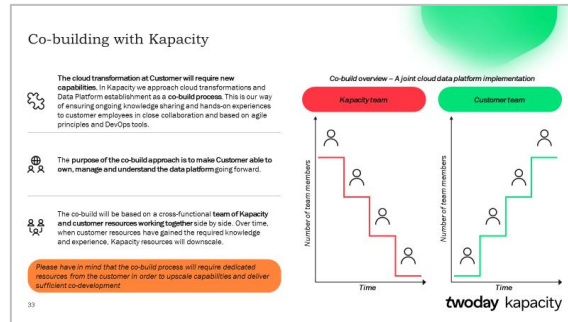 Co-building with Kapacity
The cloud transformation at Customer will require new
capabilities. In Kapacity we approach cloud transformations and
Data Platform establishment as a co-build process. This is our way
of ensuring ongoing knowledge sharing and hands-on experiences
to customer employees in close collaboration and based on agile
principles and DevOps tools.
The purpose of the co-build approach is to make Customer able to
own, manage and understand the data platform going forward.
The co-build will be based on a cross-functional team of Kapacity
and customer resources working together side by side. Over time,
when customer resources have gained the required knowledge
and experience, Kapacity resources will downscale.
Please have in mind that the co-build process will require dedicated
resources from the customer in order to upscale capabilities and deliver
sufficient co-development
33
Co-build overview – A joint cloud data platform implementation
Kapacity team
Customer team
Number of team members
Time
Number of team members
Time
twoday kapacity